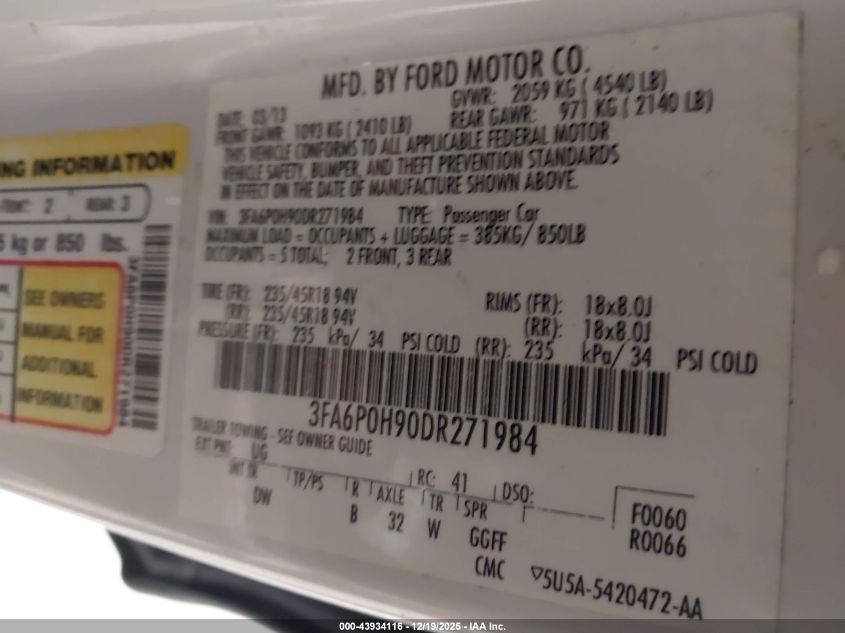 MFD. BY FORD MOTOR CO.
DATE: 03/13 GVWR: 2059 KG ( 4540 LB)
FRONT GAWR: 1093 KG ( 2410 LB) REAR GAWR: 971 KG ( 2140 LB)
THIS VEHICLE CONFORMS TO ALL APPLICABLE FEDERAL MOTOR
VEHICLE SAFETY, BUMPER, AND THEFT PREVENTION STANDARDS
IN EFFECT ON THE DATE OF MANUFACTURE SHOWN ABOVE.
VIN: 3FA6P0H90DR271984 TYPE: Passenger Car
MAXIMUM LOAD = OCCUPANTS + LUGGAGE = 385KG/ 850LB
OCCUPANTS = 5 TOTAL; 2 FRONT, 3 REAR
TIRE (FR): 235/45R18 94V RIMS (FR): 18x8.0J
(RR): 235/45R18 94V (RR): 18x8.0J
PRESSURE (FR): 235 kPa/ 34 PSI COLD (RR): 235 kPa/ 34 PSI COLD
3FA6P0H90DR271984
TRAILER TOWING - SEE OWNER GUIDE
EXT PNT: UG RC: 41 DSO:
INT TR TP/PS R AXLE TR SPR
DW B 32 W GGFF
CMC
F0060
R0066
5U5A-5420472-AA
NG INFORMATION
FRONT: 2 REAR: 3
5 kg or 850 lbs.
SEE OWNERS
MANUAL FOR
ADDITIONAL
INFORMATION
3FA6P0H90DR271984
000-43934116 - 12/19/2025 - IAA Inc.